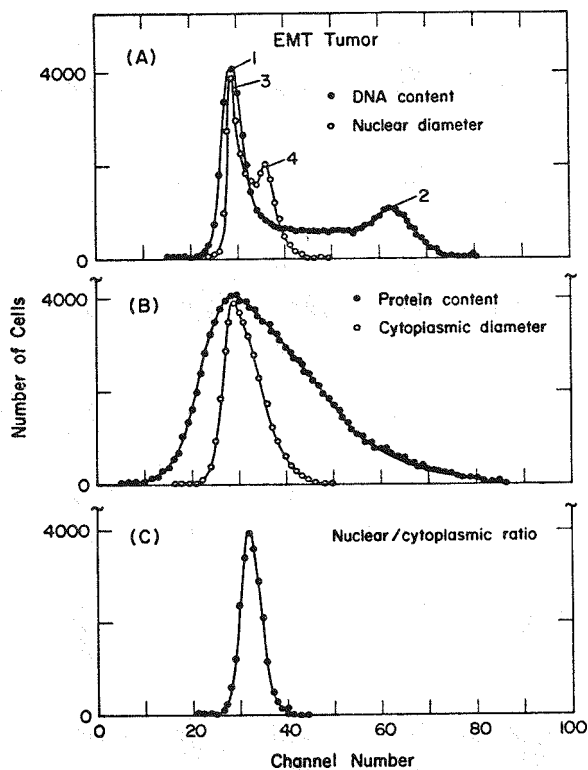 EMT Tumor
(A)
1
3
4
2
DNA content
Nuclear diameter
4000
0
(B)
Protein content
Cytoplasmic diameter
4000
0
Number of Cells
(C)
Nuclear/cytoplasmic ratio
4000
0
0 20 40 60 80 100
Channel Number